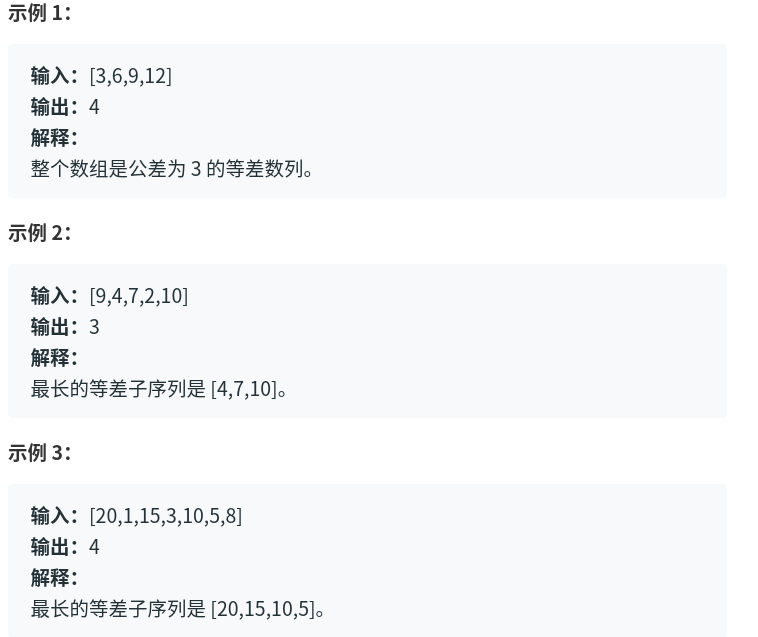 示例 1：
输入：[3,6,9,12]
输出：4
解释：
整个数组是公差为 3 的等差数列。
示例 2：
输入：[9,4,7,2,10]
输出：3
解释：
最长的等差子序列是 [4,7,10]。
示例 3：
输入：[20,1,15,3,10,5,8]
输出：4
解释：
最长的等差子序列是 [20,15,10,5]。